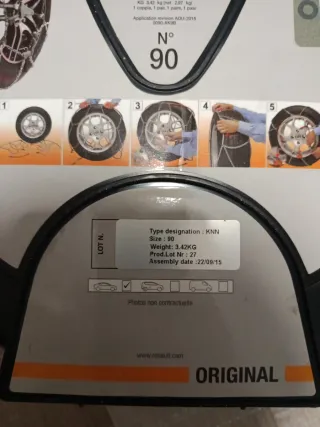 N°
90
1
2
3
4
5
LOT N.
Type designation : KNN
Size : 90
Weight: 3.42KG
Prod.Lot Nr : 27
Assembly date :22/09/15
Photos non contractuelle
ORIGINAL